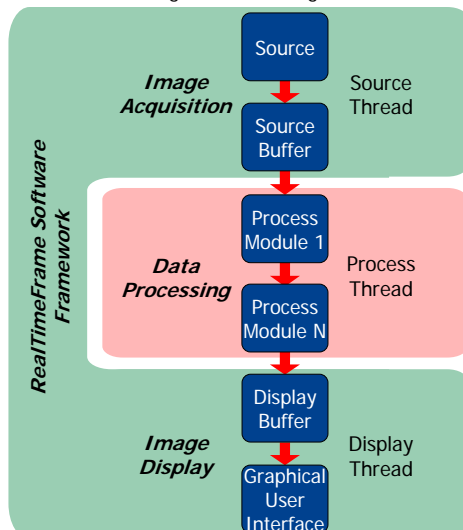 Source
Image
Acquisition
Source
Thread
Source
Buffer
RealTimeFrame Software
Framework
Process
Module 1
Data
Processing
Process
Thread
Process
Module N
Display
Buffer
Image
Display
Display
Thread
Graphical
User
Interface